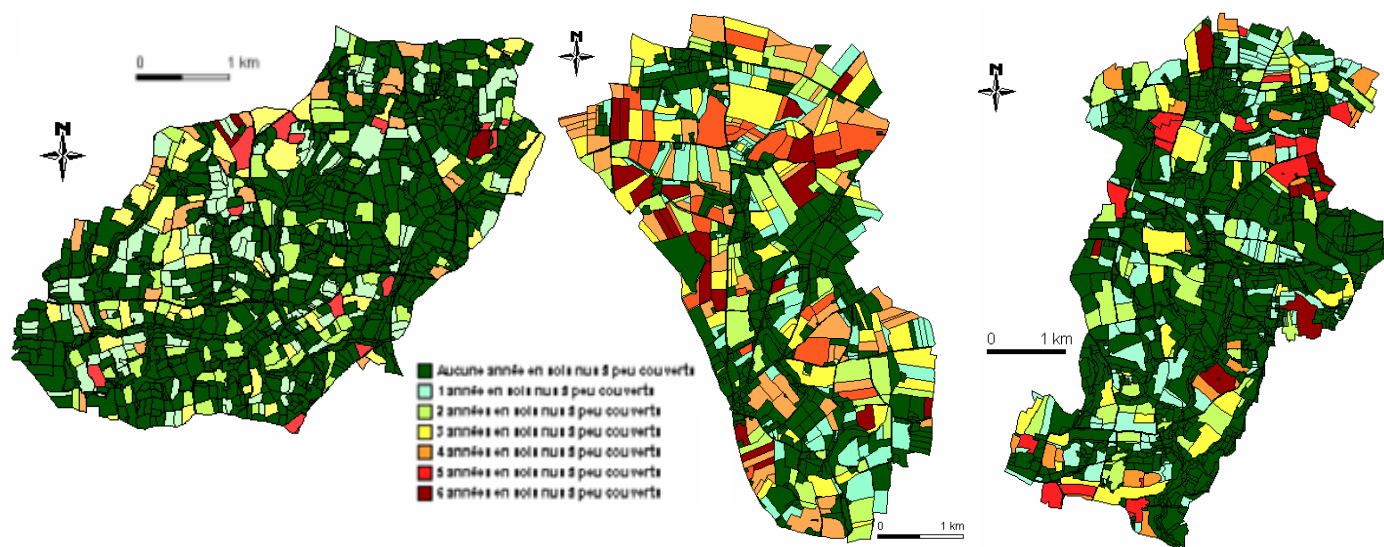 0 1 km
N
N
N
Aucune année en sols nus à peu couverts
1 année en sols nus à peu couverts
2 années en sols nus à peu couverts
3 années en sols nus à peu couverts
4 années en sols nus à peu couverts
5 années en sols nus à peu couverts
6 années en sols nus à peu couverts
0 1 km
0 1 km